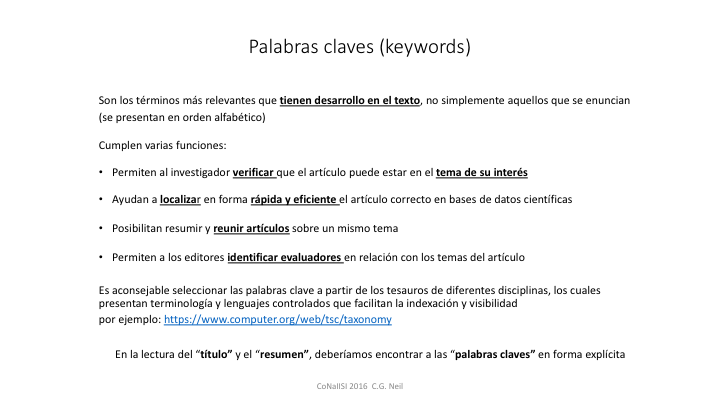 Palabras claves (keywords)
Son los términos más relevantes que tienen desarrollo en el texto, no simplemente aquellos que se enuncian
(se presentan en orden alfabético)
Cumplen varias funciones:
• Permiten al investigador verificar que el artículo puede estar en el tema de su interés
• Ayudan a localizar en forma rápida y eficiente el artículo correcto en bases de datos científicas
• Posibilitan resumir y reunir artículos sobre un mismo tema
• Permiten a los editores identificar evaluadores en relación con los temas del artículo
Es aconsejable seleccionar las palabras clave a partir de los tesauros de diferentes disciplinas, los cuales
presentan terminología y lenguajes controlados que facilitan la indexación y visibilidad
por ejemplo: https://www.computer.org/web/tsc/taxonomy
En la lectura del “título” y el “resumen”, deberíamos encontrar a las “palabras claves” en forma explícita
CoNaIISI 2016 C.G. Neil